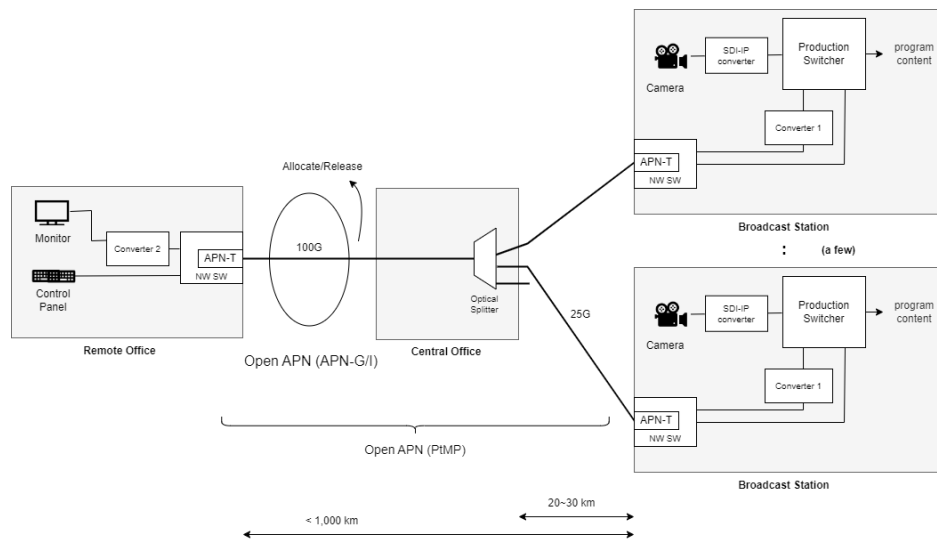 SDI-IP
converter
Production
Switcher
program
content
Camera
Converter 1
APN-T
NW SW
Broadcast Station
: (a few)
Allocate/Release
100G
Monitor
Converter 2
APN-T
NW SW
Control
Panel
Optical
Splitter
25G
Remote Office
Central Office
Open APN (APN-G/I)
SDI-IP
converter
Production
Switcher
program
content
Camera
Converter 1
APN-T
NW SW
Broadcast Station
Open APN (PtMP)
20~30 km
< 1,000 km